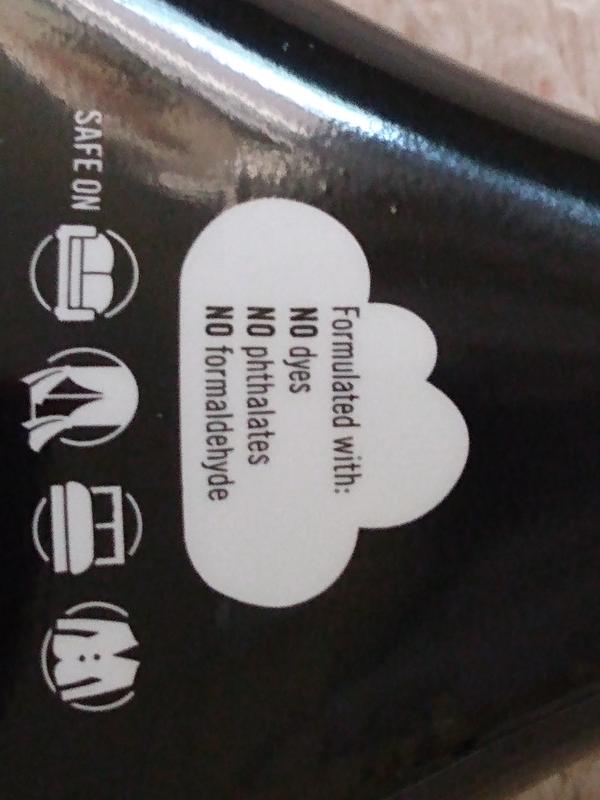 Formulated with:
NO dyes
NO phthalates
NO formaldehyde
SAFE ON